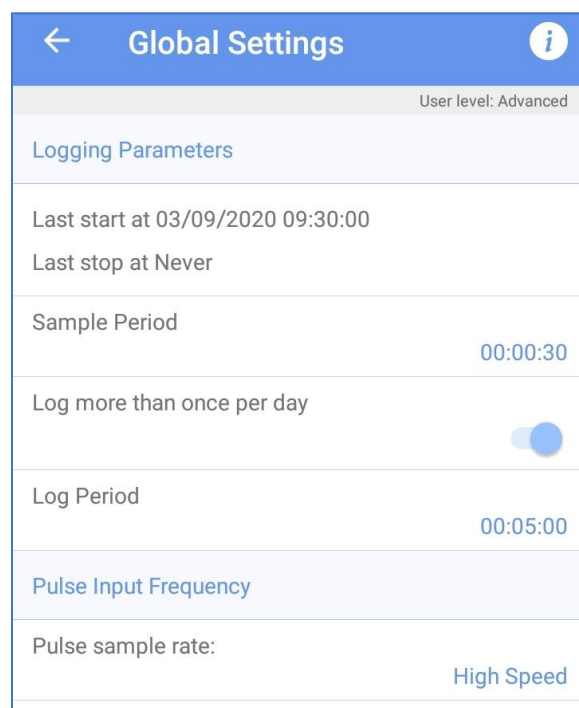 Global Settings
i
User level: Advanced
Logging Parameters
Last start at 03/09/2020 09:30:00
Last stop at Never
Sample Period
00:00:30
Log more than once per day
Log Period
00:05:00
Pulse Input Frequency
Pulse sample rate:
High Speed